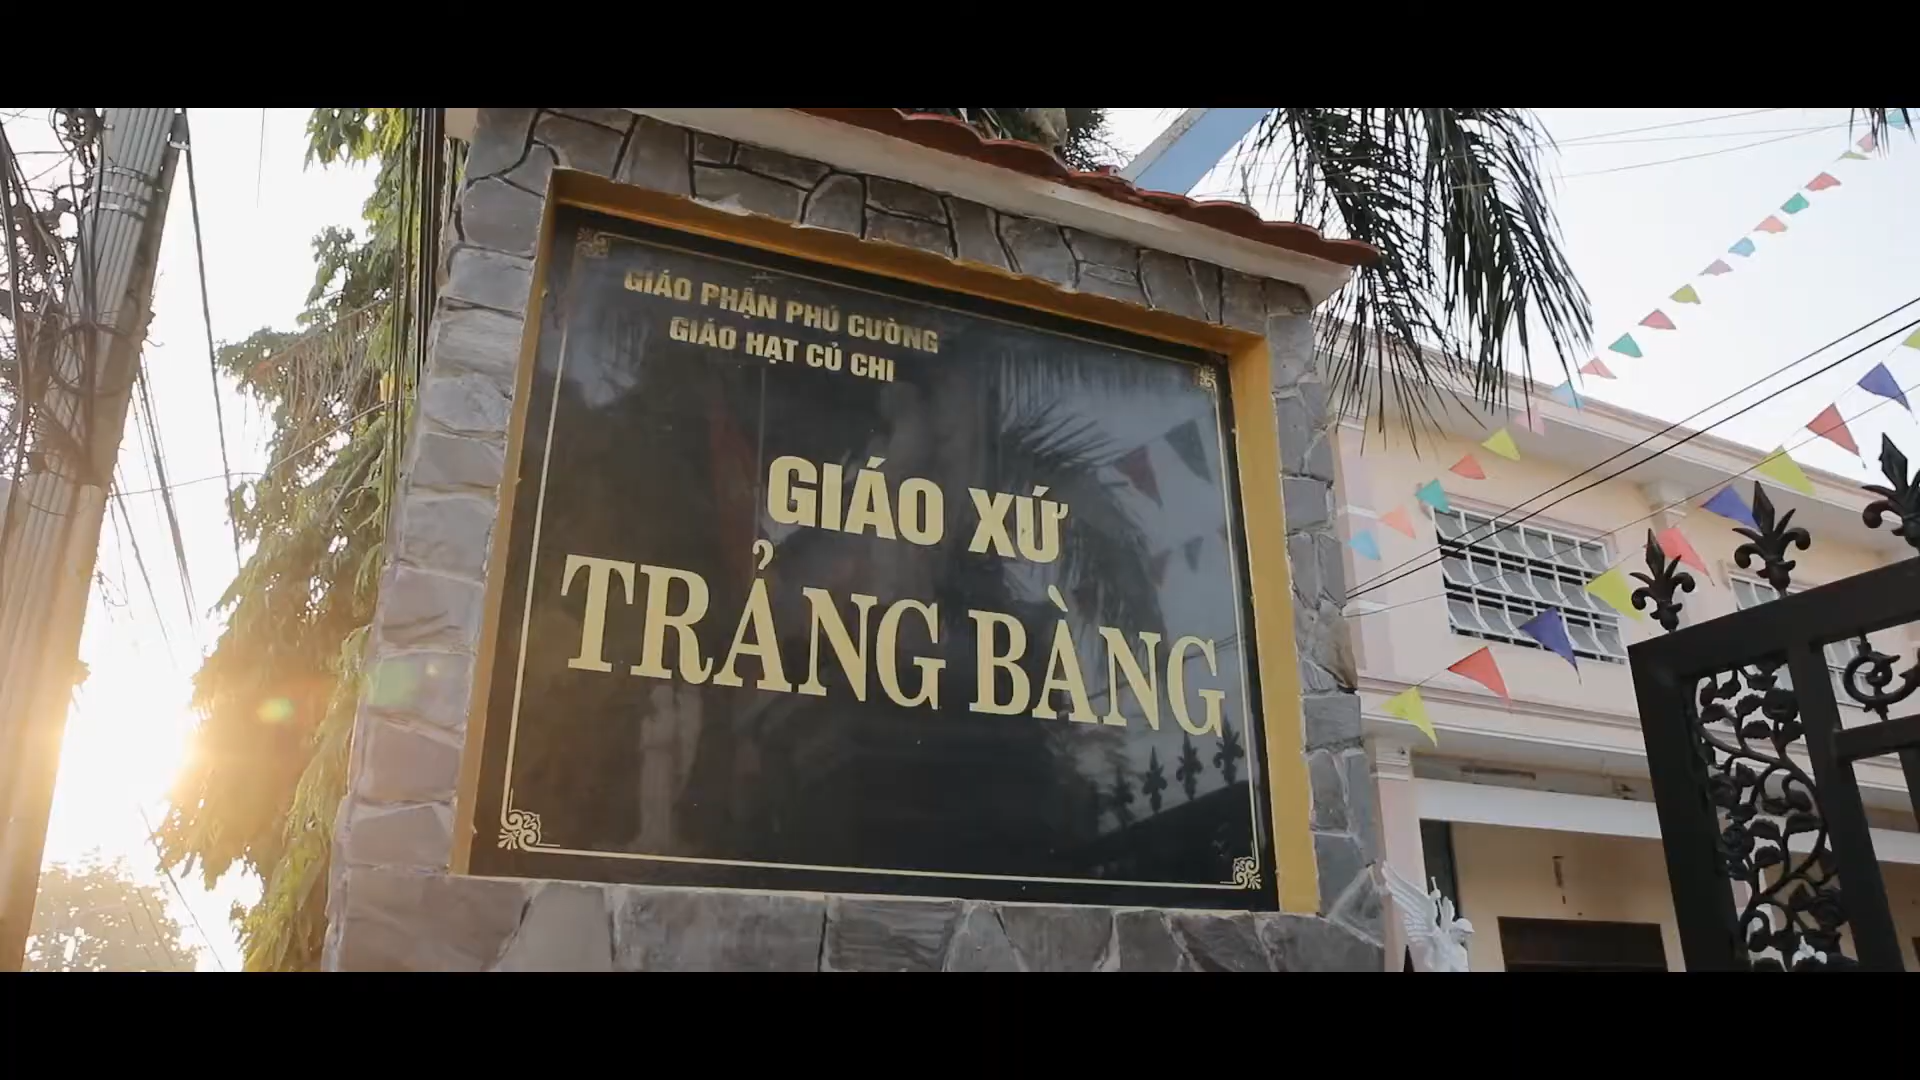 GIÁO PHẬN PHÚ CƯỜNG
GIÁO HẠT CỦ CHI
GIÁO XỨ
TRẢNG BÀNG